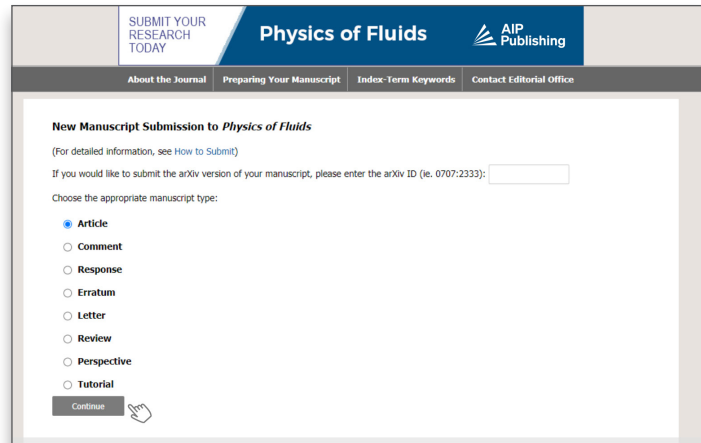 SUBMIT YOUR
RESEARCH
TODAY
Physics of Fluids
AIP
Publishing
About the Journal
Preparing Your Manuscript
Index-Term Keywords
Contact Editorial Office
New Manuscript Submission to Physics of Fluids
(For detailed information, see How to Submit)
If you would like to submit the arXiv version of your manuscript, please enter the arXiv ID (ie. 0707:2333):
Choose the appropriate manuscript type:
Article
Comment
Response
Erratum
Letter
Review
Perspective
Tutorial
Continue